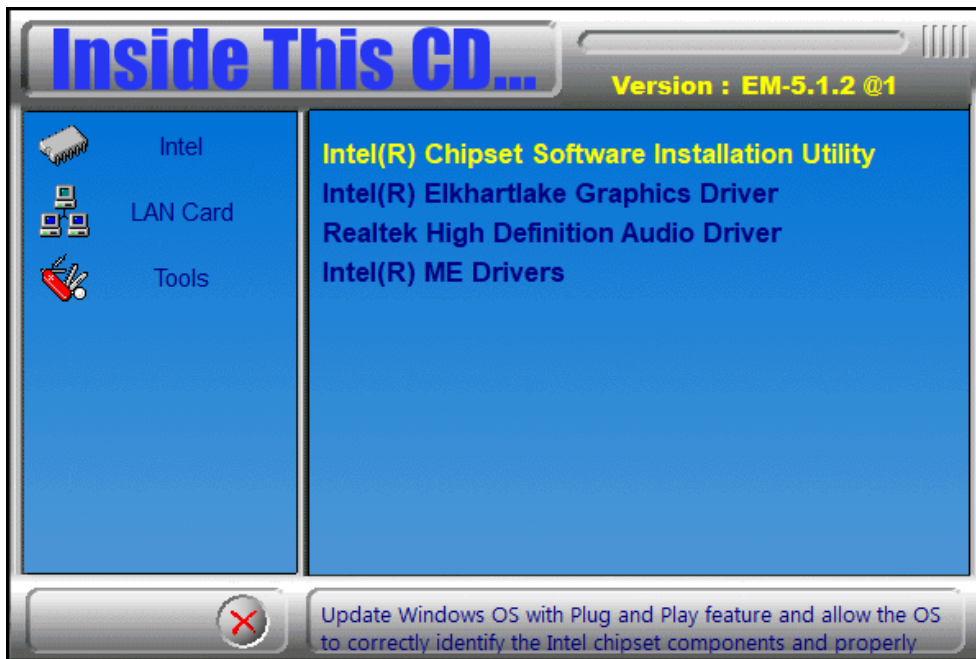 Inside This CD...
Version : EM-5.1.2 @1
Intel
LAN Card
Tools
Intel(R) Chipset Software Installation Utility
Intel(R) Elkhartlake Graphics Driver
Realtek High Definition Audio Driver
Intel(R) ME Drivers
Update Windows OS with Plug and Play feature and allow the OS
to correctly identify the Intel chipset components and properly